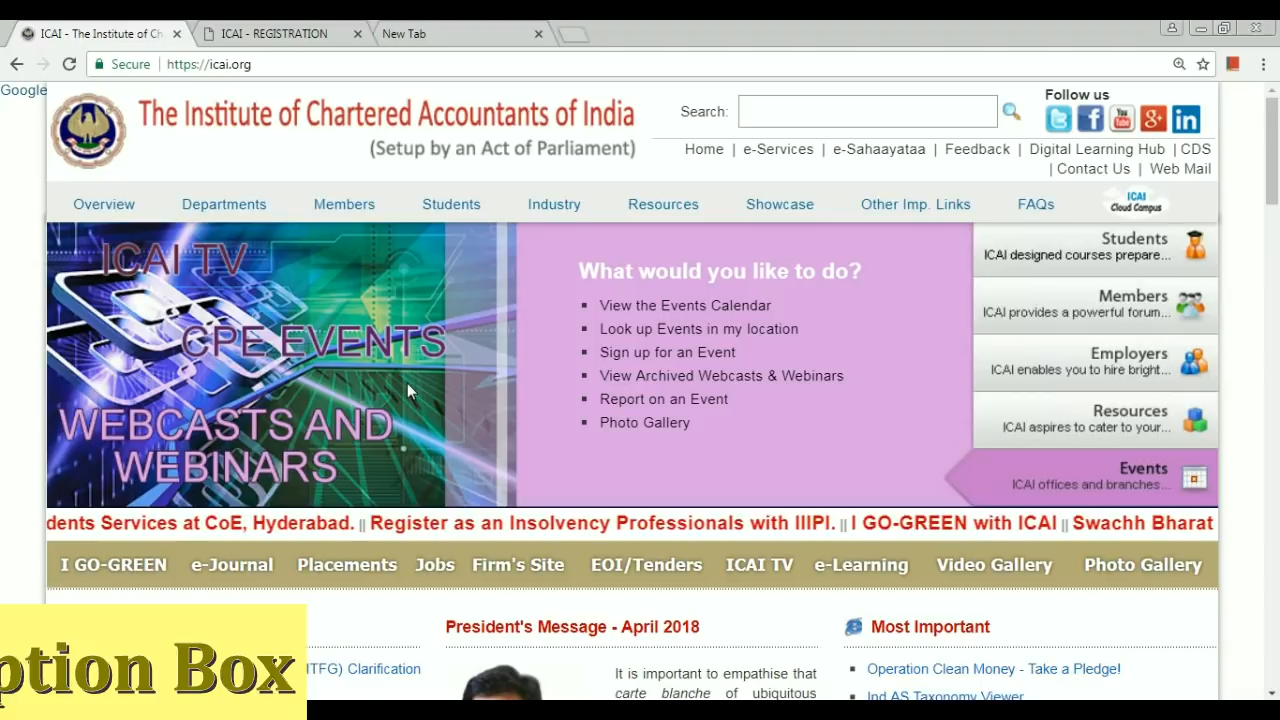 ICAI - The Institute of Ch
ICAI - REGISTRATION
New Tab
Secure
https://icai.org
Google
The Institute of Chartered Accountants of India
(Setup by an Act of Parliament)
Search:
Follow us
Home | e-Services | e-Sahaayataa | Feedback | Digital Learning Hub | CDS
| Contact Us | Web Mail
Overview Departments Members Students Industry Resources Showcase Other Imp. Links FAQs ICAI Cloud Campus
ICAI TV
CPE EVENTS
WEBCASTS AND
WEBINARS
What would you like to do?
View the Events Calendar
Look up Events in my location
Sign up for an Event
View Archived Webcasts & Webinars
Report on an Event
Photo Gallery
Students
ICAI designed courses prepare...
Members
ICAI provides a powerful forum...
Employers
ICAI enables you to hire bright...
Resources
ICAI aspires to cater to your...
Events
ICAI offices and branches...
dents Services at CoE, Hyderabad. || Register as an Insolvency Professionals with IIIPI. || I GO-GREEN with ICAI || Swachh Bharat
I GO-GREEN e-Journal Placements Jobs Firm's Site EOI/Tenders ICAI TV e-Learning Video Gallery Photo Gallery
ption Box
ITFG) Clarification
President's Message - April 2018
It is important to empathise that
carte blanche of ubiquitous
Most Important
Operation Clean Money - Take a Pledge!
Ind AS Taxonomy Viewer